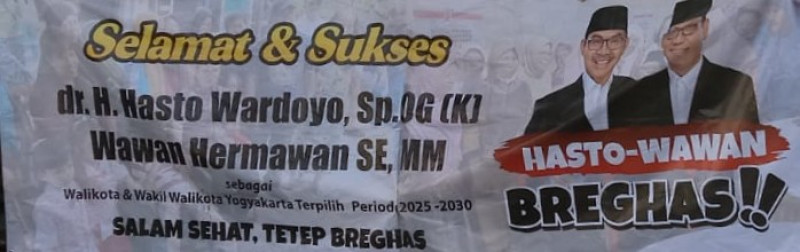 Selamat & Sukses
dr. H. Hasto Wardoyo, Sp.OG (K)
Wawan Hermawan SE, MM
sebagai
Walikota & Wakil Walikota Yogyakarta Terpilih Periode 2025 -2030
SALAM SEHAT, TETEP BREGHAS
HASTO-WAWAN
BREGHAS!!